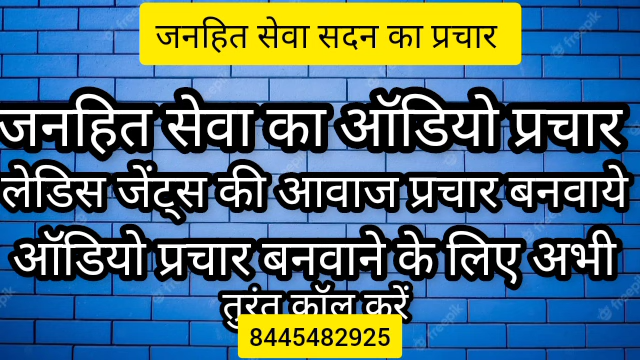 जनहित सेवा सदन का प्रचार
जनहित सेवा का ऑडियो प्रचार
लेडिस जेंट्स की आवाज प्रचार बनवाये
ऑडियो प्रचार बनवाने के लिए अभी
तुरंत कॉल करें
8445482925